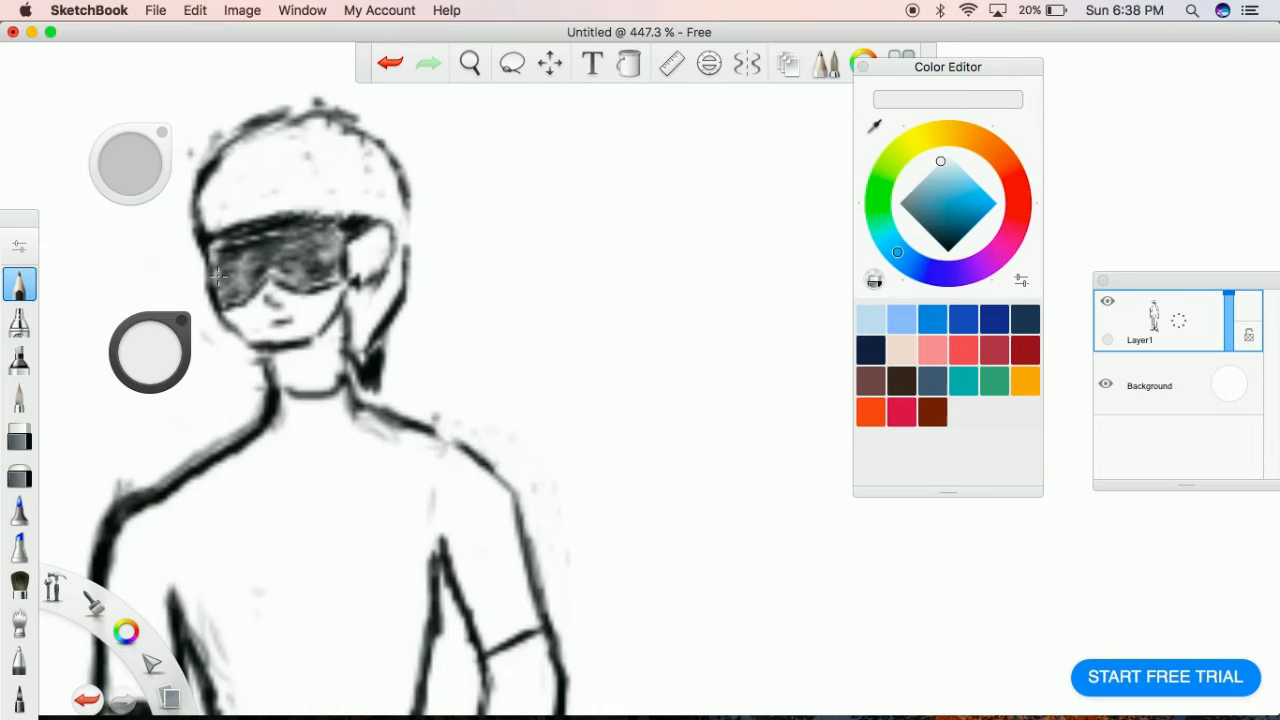 SketchBook File Edit Image Window My Account Help 20% Sun 6:38 PM
Untitled @ 447.3 % - Free
T
Color Editor
Layer1
Background
START FREE TRIAL